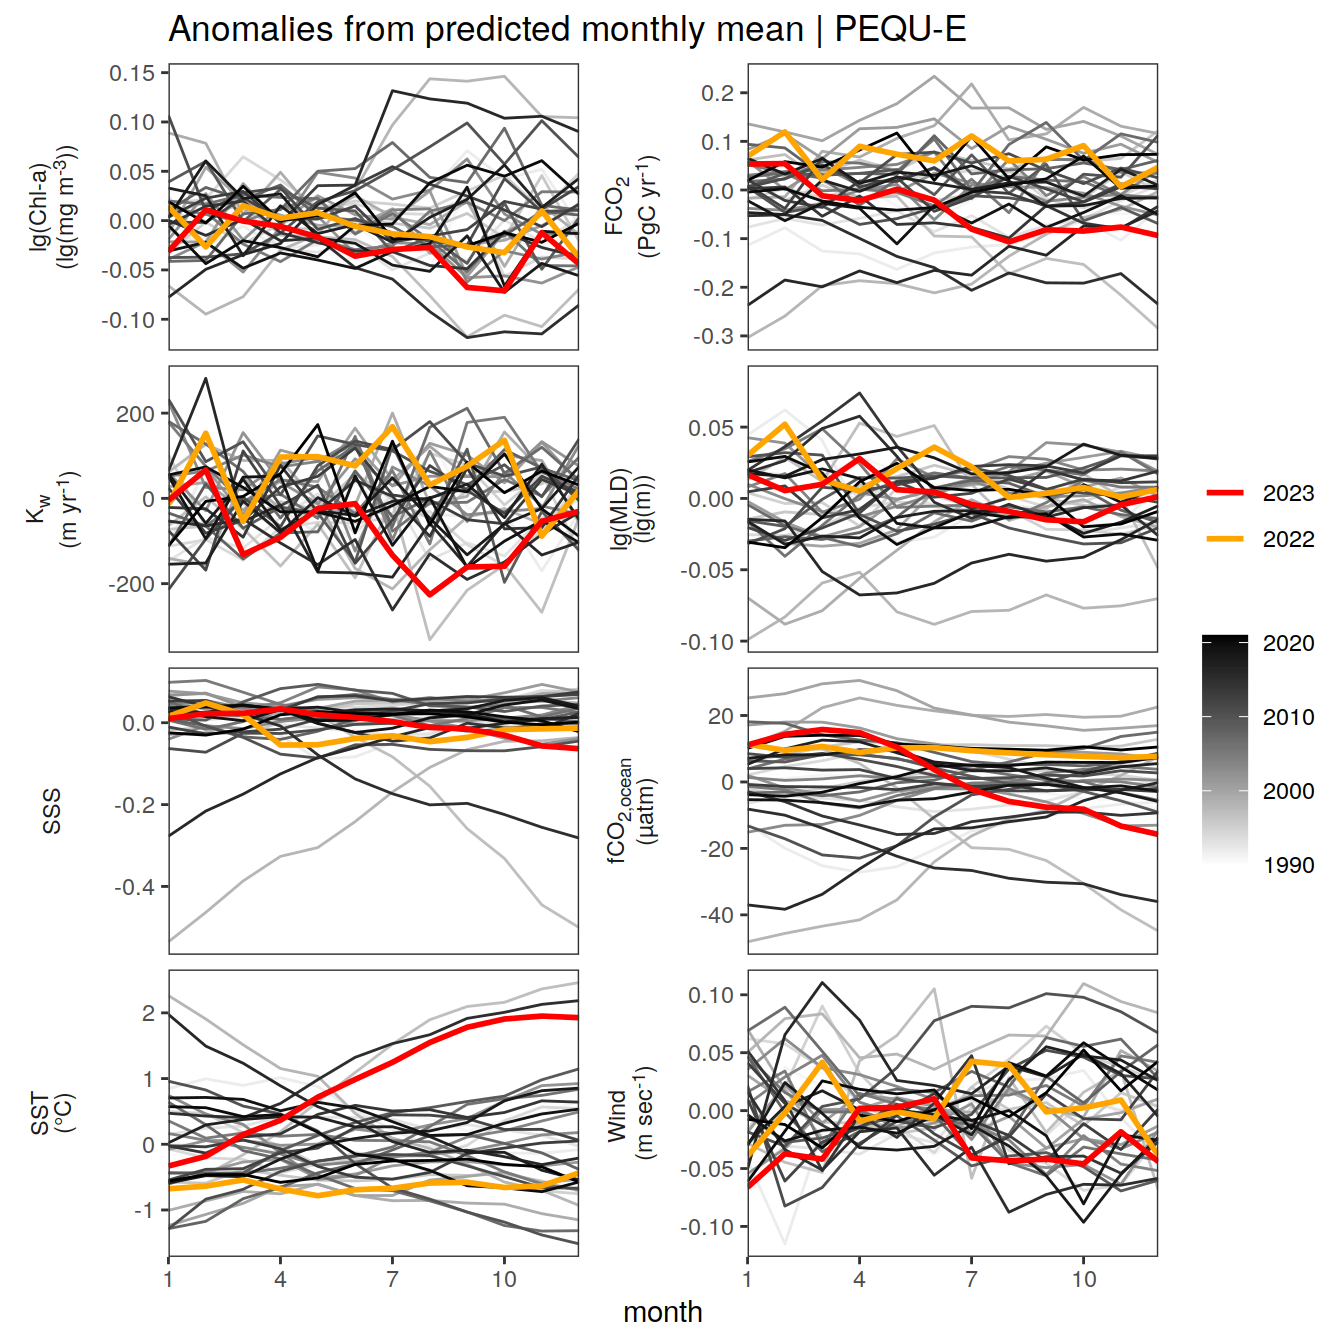 Anomalies from predicted monthly mean | PEQU-E
lg(Chl-a)
(lg(mg m⁻³))
0.15
0.10
0.05
0.00
-0.05
-0.10
FCO₂
(PgC yr⁻¹)
0.2
0.1
0.0
-0.1
-0.2
-0.3
K_w
(m yr⁻¹)
200
0
-200
lg(MLD)
(lg(m))
0.05
0.00
-0.05
-0.10
SSS
0.0
-0.2
-0.4
fCO₂,ocean
(µatm)
20
0
-20
-40
SST
(°C)
2
1
0
-1
Wind
(m sec⁻¹)
0.10
0.05
0.00
-0.05
-0.10
1 4 7 10
1 4 7 10
month
2023
2022
2020
2010
2000
1990